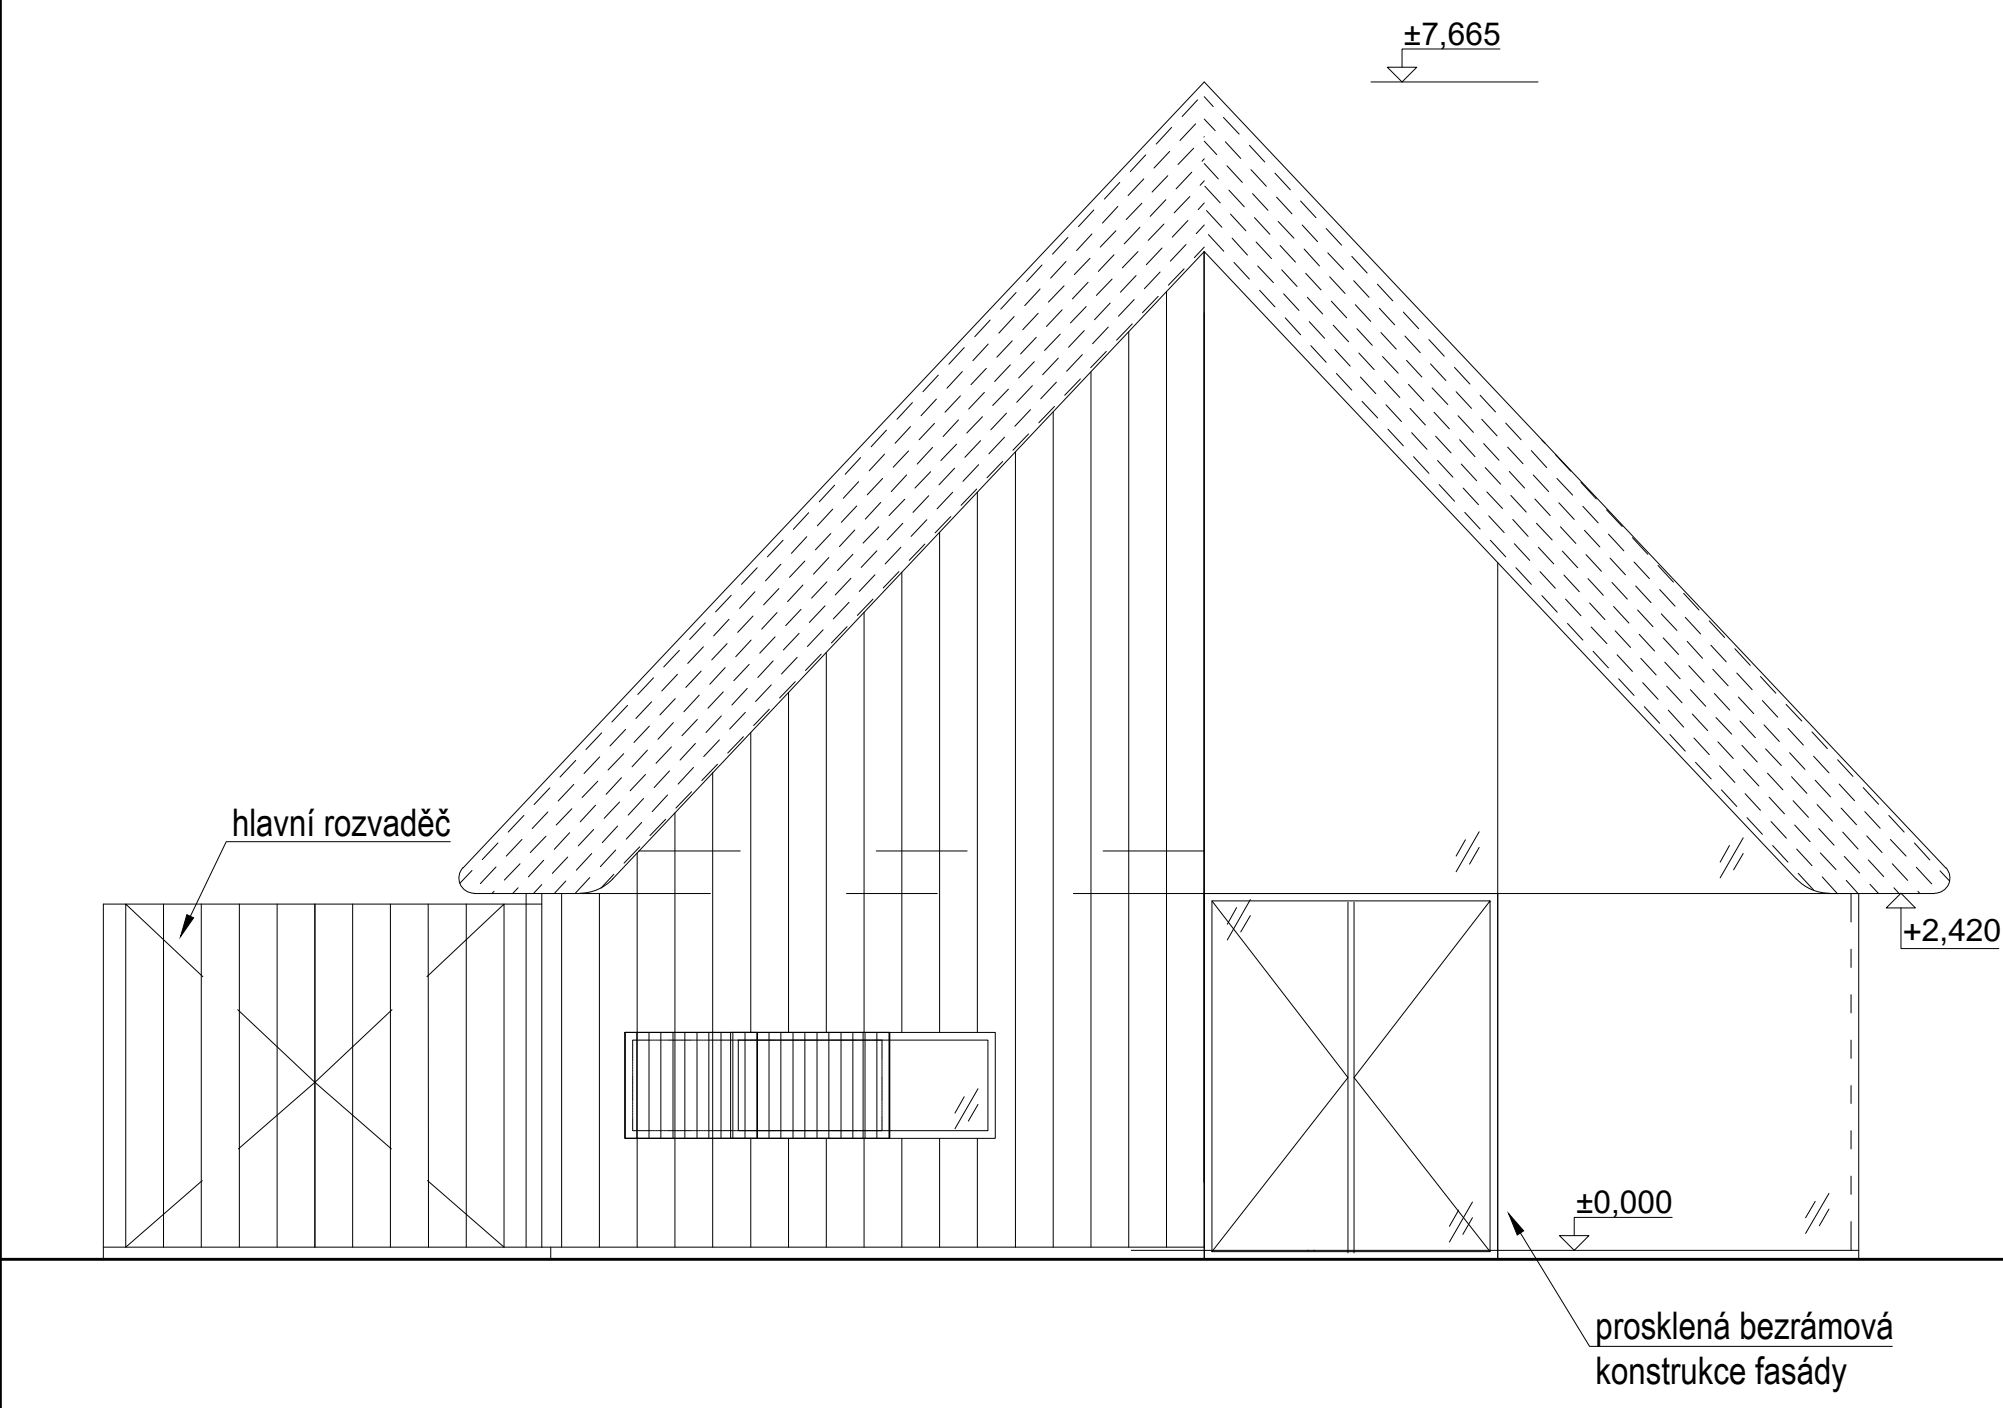 ±7,665
hlavní rozvaděč
+2,420
±0,000
prosklená bezrámová
konstrukce fasády